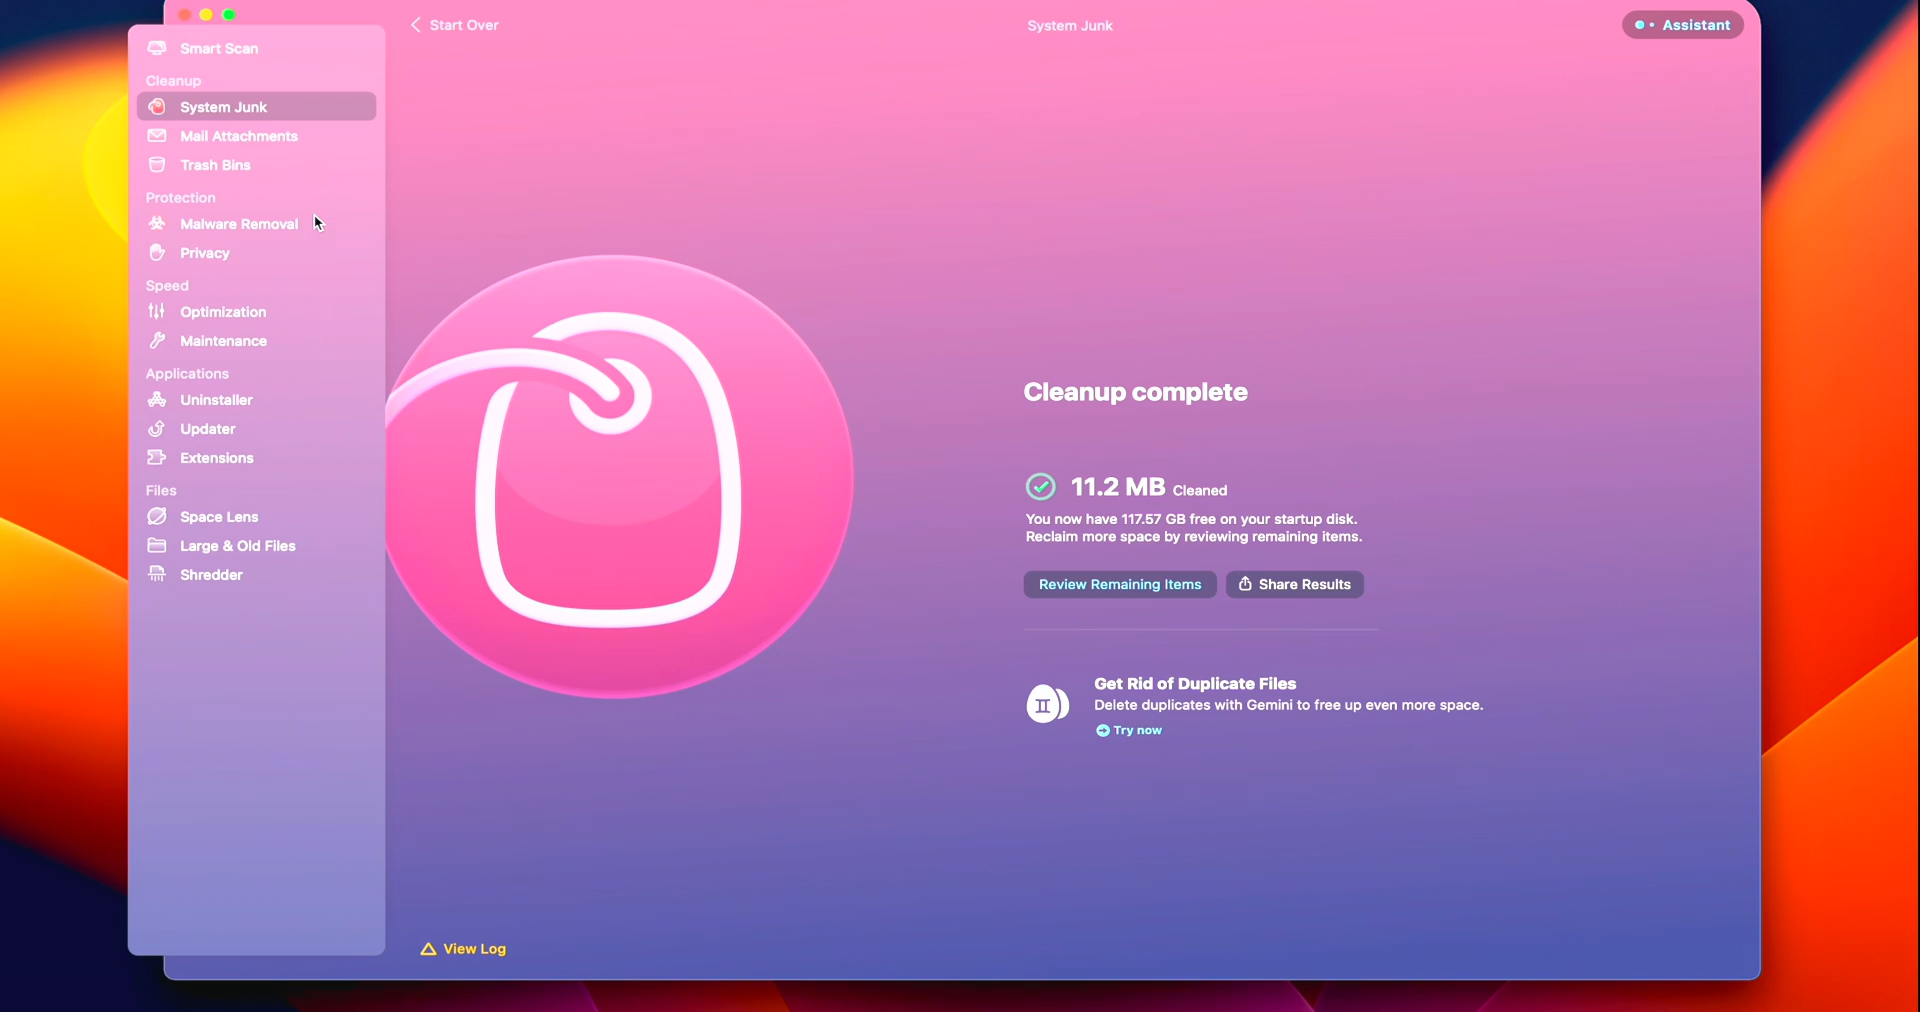 Start Over
System Junk
Assistant
Smart Scan
Cleanup
System Junk
Mail Attachments
Trash Bins
Protection
Malware Removal
Privacy
Speed
Optimization
Maintenance
Applications
Uninstaller
Updater
Extensions
Files
Space Lens
Large & Old Files
Shredder
Cleanup complete
11.2 MB Cleaned
You now have 117.57 GB free on your startup disk.
Reclaim more space by reviewing remaining items.
Review Remaining Items
Share Results
Get Rid of Duplicate Files
Delete duplicates with Gemini to free up even more space.
Try now
View Log